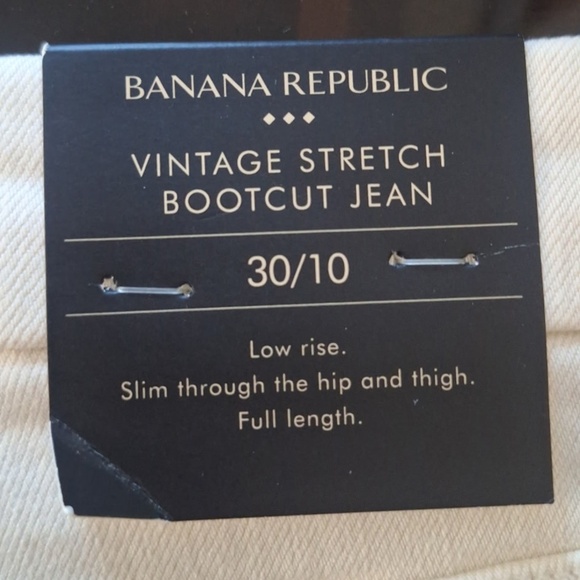 BANANA REPUBLIC
VINTAGE STRETCH
BOOTCUT JEAN
30/10
Low rise.
Slim through the hip and thigh.
Full length.